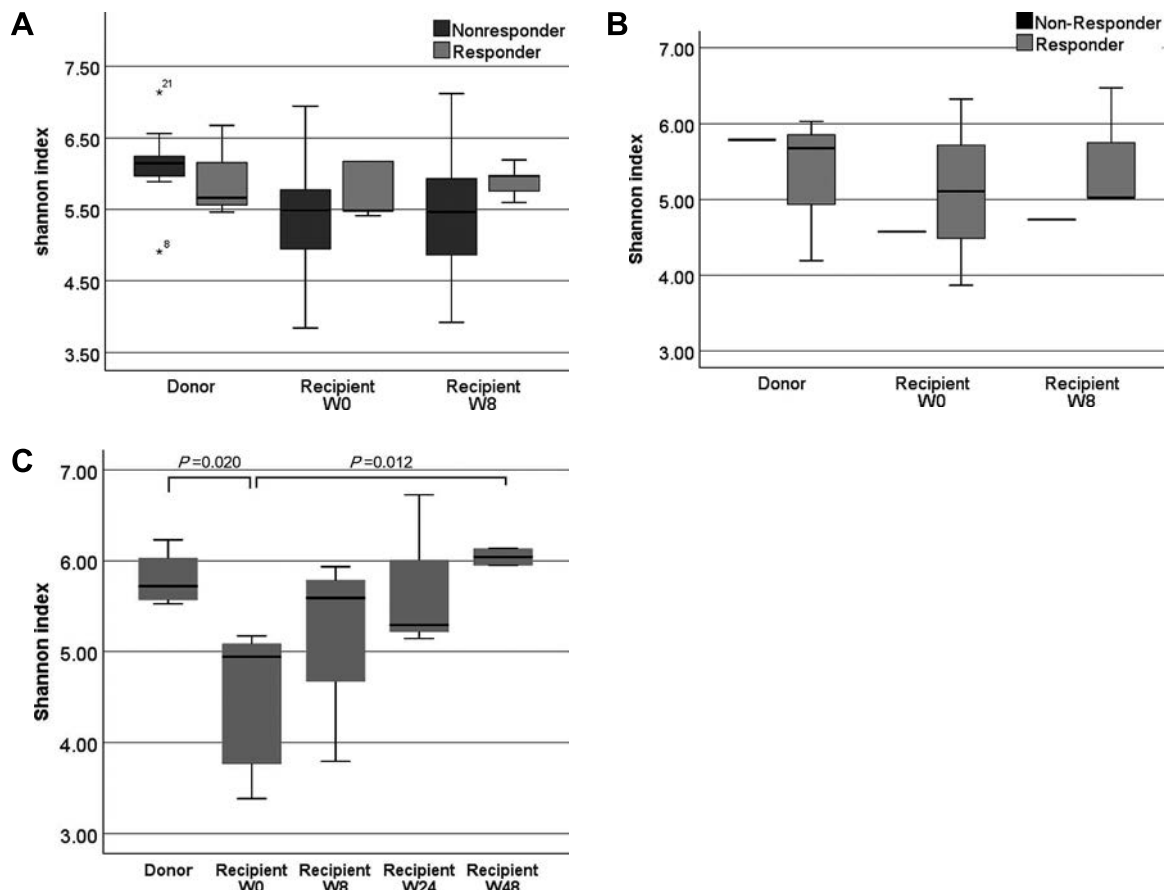 A
Nonresponder
Responder
7.50
6.50
5.50
4.50
3.50
shannon index
*21
*8
Donor
Recipient
W0
Recipient
W8
B
Non-Responder
Responder
7.00
6.00
5.00
4.00
3.00
Shannon index
Donor
Recipient
W0
Recipient
W8
C
P=0.020
P=0.012
7.00
6.00
5.00
4.00
3.00
Shannon index
Donor
Recipient
W0
Recipient
W8
Recipient
W24
Recipient
W48